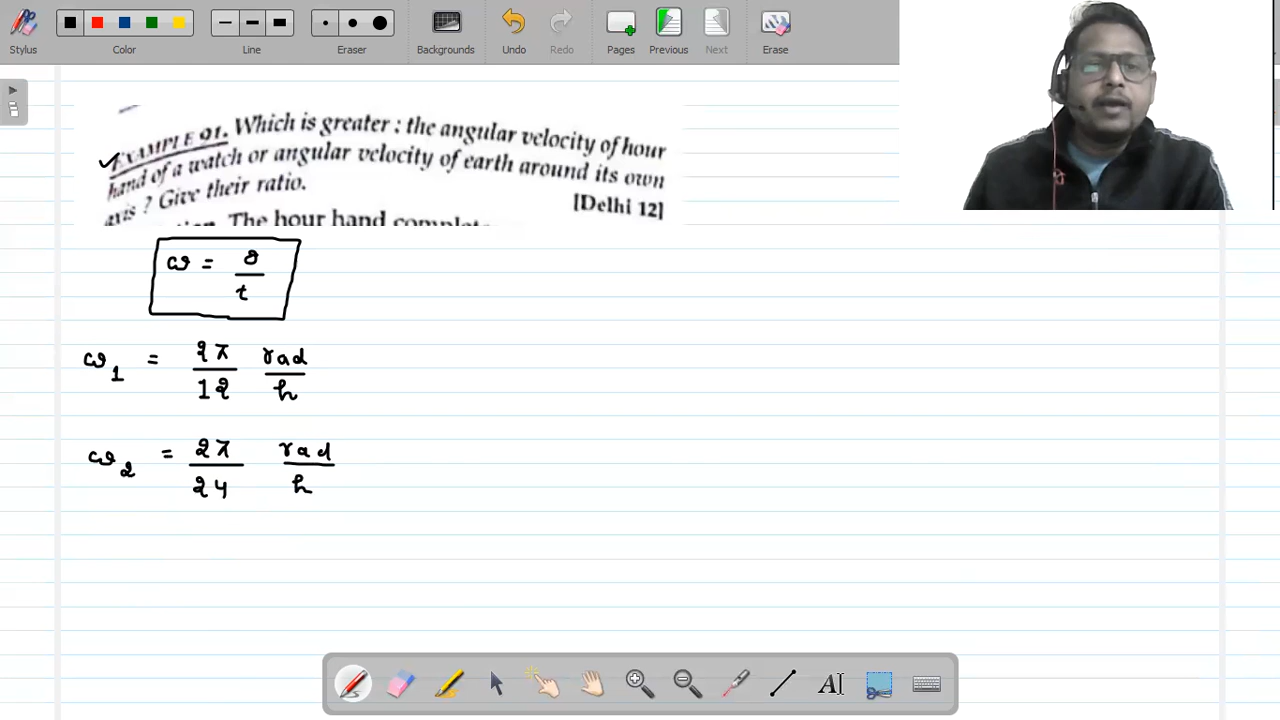 Stylus
Color
Line
Eraser
Backgrounds
Undo
Redo
Pages
Previous
Next
Erase
EXAMPLE 91. Which is greater : the angular velocity of hour
hand of a watch or angular velocity of earth around its own
axis ? Give their ratio.
[Delhi 12]
The hour hand
ω = θ/t
ω1 = 2π/12 rad/h
ω2 = 2π/24 rad/h
AI